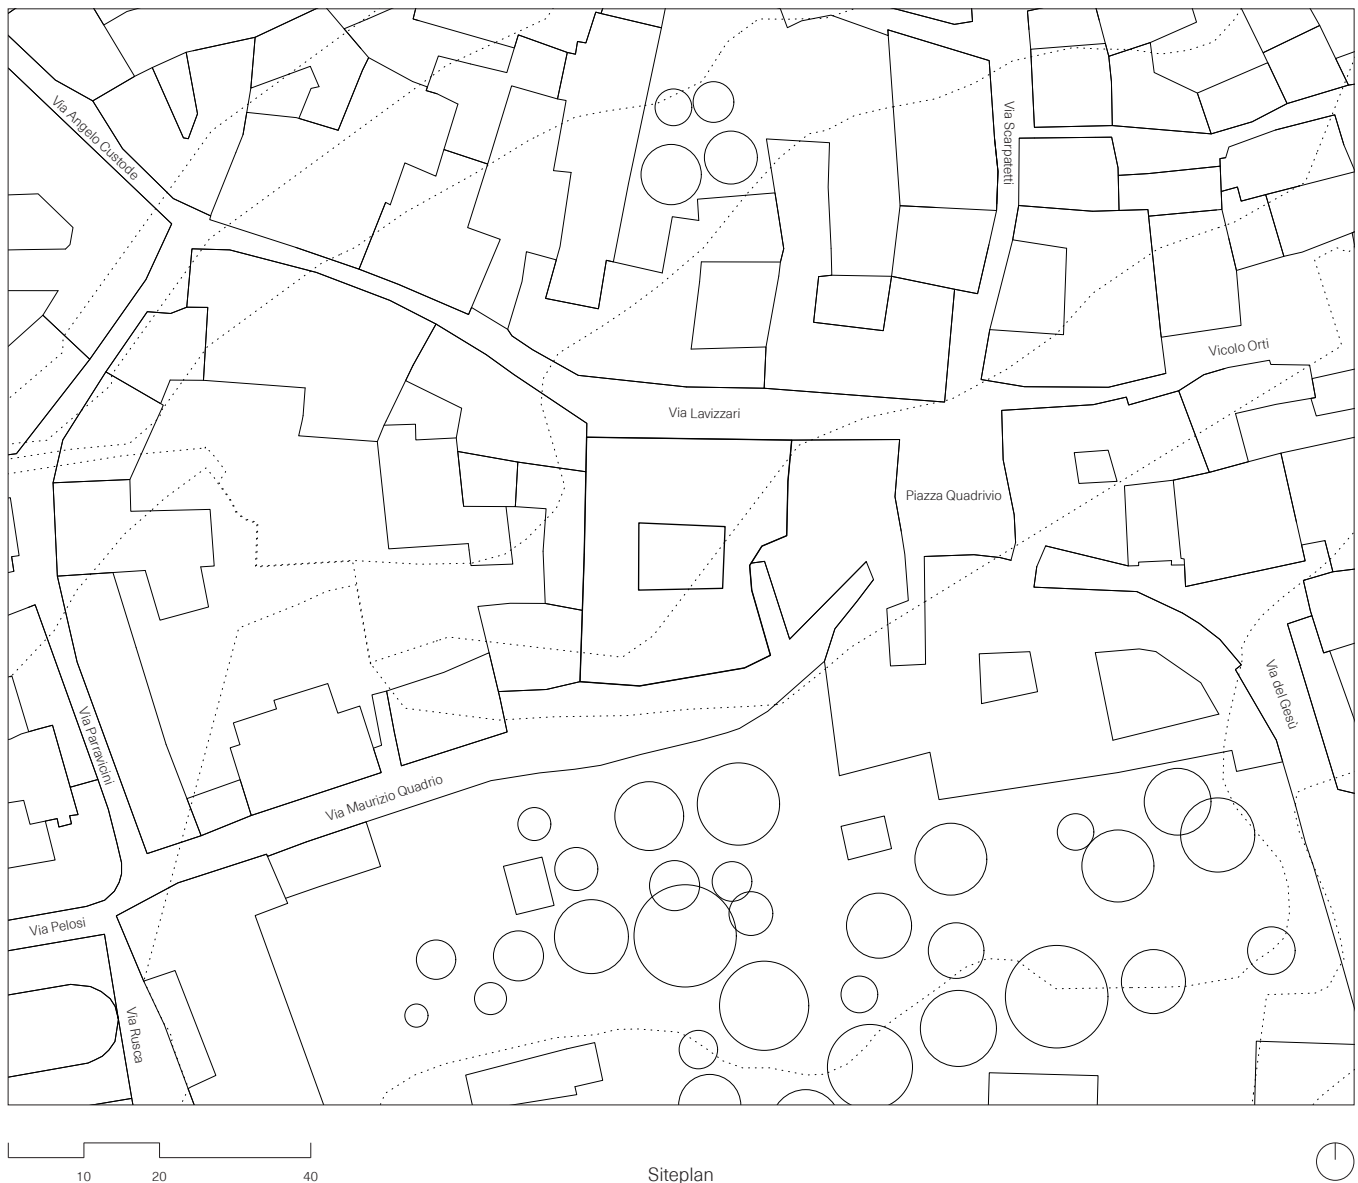 Via Angelo Custode
Via Scarpatetti
Vicolo Orti
Via Lavizzari
Piazza Quadrivio
Via del Gesù
Via Parravicini
Via Maurizio Quadrio
Via Pelosi
Via Rusca
10 20 40
Siteplan